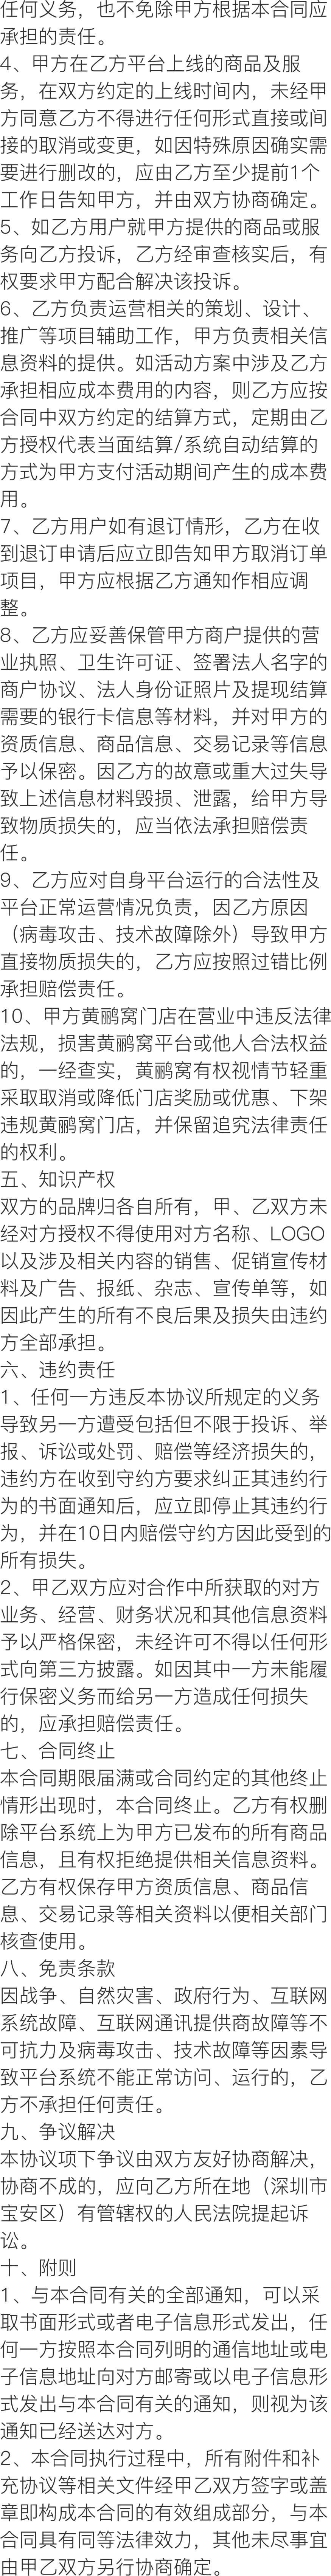 任何义务，也不免除甲方根据本合同应
承担的责任。
4、甲方在乙方平台上线的商品及服
务，在双方约定的上线时间内，未经甲
方同意乙方不得进行任何形式直接或间
接的取消或变更，如因特殊原因确实需
要进行删改的，应由乙方至少提前1个
工作日告知甲方，并由双方协商确定。
5、如乙方用户就甲方提供的商品或服
务向乙方投诉，乙方经审查核实后，有
权要求甲方配合解决该投诉。
6、乙方负责运营相关的策划、设计、
推广等项目辅助工作，甲方负责相关信
息资料的提供。如活动方案中涉及乙方
承担相应成本费用的内容，则乙方应按
合同中双方约定的结算方式，定期由乙
方授权代表当面结算/系统自动结算的
方式为甲方支付活动期间产生的成本费
用。
7、乙方用户如有退订情形，乙方在收
到退订申请后应立即告知甲方取消订单
项目，甲方应根据乙方通知作相应调
整。
8、乙方应妥善保管甲方商户提供的营
业执照、卫生许可证、签署法人名字的
商户协议、法人身份证照片及提现结算
需要的银行卡信息等材料，并对甲方的
资质信息、商品信息、交易记录等信息
予以保密。因乙方的故意或重大过失导
致上述信息材料毁损、泄露，给甲方导
致物质损失的，应当依法承担赔偿责
任。
9、乙方应对自身平台运行的合法性及
平台正常运营情况负责，因乙方原因
（病毒攻击、技术故障除外）导致甲方
直接物质损失的，乙方应按照过错比例
承担赔偿责任。
10、甲方黄鹂窝门店在营业中违反法律
法规，损害黄鹂窝平台或他人合法权益
的，一经查实，黄鹂窝有权视情节轻重
采取取消或降低门店奖励或优惠、下架
违规黄鹂窝门店，并保留追究法律责任
的权利。
五、知识产权
双方的品牌归各自所有，甲、乙双方未
经对方授权不得使用对方名称、LOGO
以及涉及相关内容的销售、促销宣传材
料及广告、报纸、杂志、宣传单等，如
因此产生的所有不良后果及损失由违约
方全部承担。
六、违约责任
1、任何一方违反本协议所规定的义务
导致另一方遭受包括但不限于投诉、举
报、诉讼或处罚、赔偿等经济损失的，
违约方在收到守约方要求纠正其违约行
为的书面通知后，应立即停止其违约行
为，并在10日内赔偿守约方因此受到的
所有损失。
2、甲乙双方应对合作中所获取的对方
业务、经营、财务状况和其他信息资料
予以严格保密，未经许可不得以任何形
式向第三方披露。如因其中一方未能履
行保密义务而给另一方造成任何损失
的，应承担赔偿责任。
七、合同终止
本合同期限届满或合同约定的其他终止
情形出现时，本合同终止。乙方有权删
除平台系统上为甲方已发布的所有商品
信息，且有权拒绝提供相关信息资料。
乙方有权保存甲方资质信息、商品信
息、交易记录等相关资料以便相关部门
核查使用。
八、免责条款
因战争、自然灾害、政府行为、互联网
系统故障、互联网通讯提供商故障等不
可抗力及病毒攻击、技术故障等因素导
致平台系统不能正常访问、运行的，乙
方不承担任何责任。
九、争议解决
本协议项下争议由双方友好协商解决，
协商不成的，应向乙方所在地（深圳市
宝安区）有管辖权的人民法院提起诉
讼。
十、附则
1、与本合同有关的全部通知，可以采
取书面形式或者电子信息形式发出，任
何一方按照本合同列明的通信地址或电
子信息地址向对方邮寄或以电子信息形
式发出与本合同有关的通知，则视为该
通知已经送达对方。
2、本合同执行过程中，所有附件和补
充协议等相关文件经甲乙双方签字或盖
章即构成本合同的有效组成部分，与本
合同具有同等法律效力，其他未尽事宜
由甲乙双方另行协商确定。